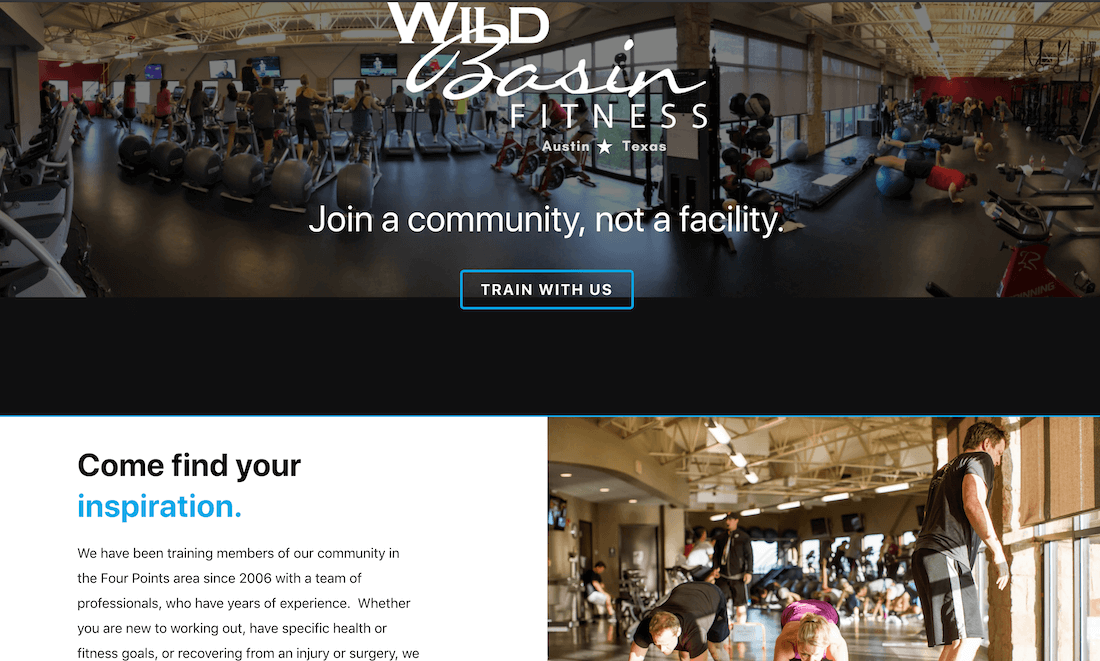 WILD
Basin
FITNESS
Austin ★ Texas
Join a community, not a facility.
TRAIN WITH US
SPINNING
Come find your
inspiration.
We have been training members of our community in
the Four Points area since 2006 with a team of
professionals, who have years of experience.  Whether
you are new to working out, have specific health or
fitness goals, or recovering from an injury or surgery, we